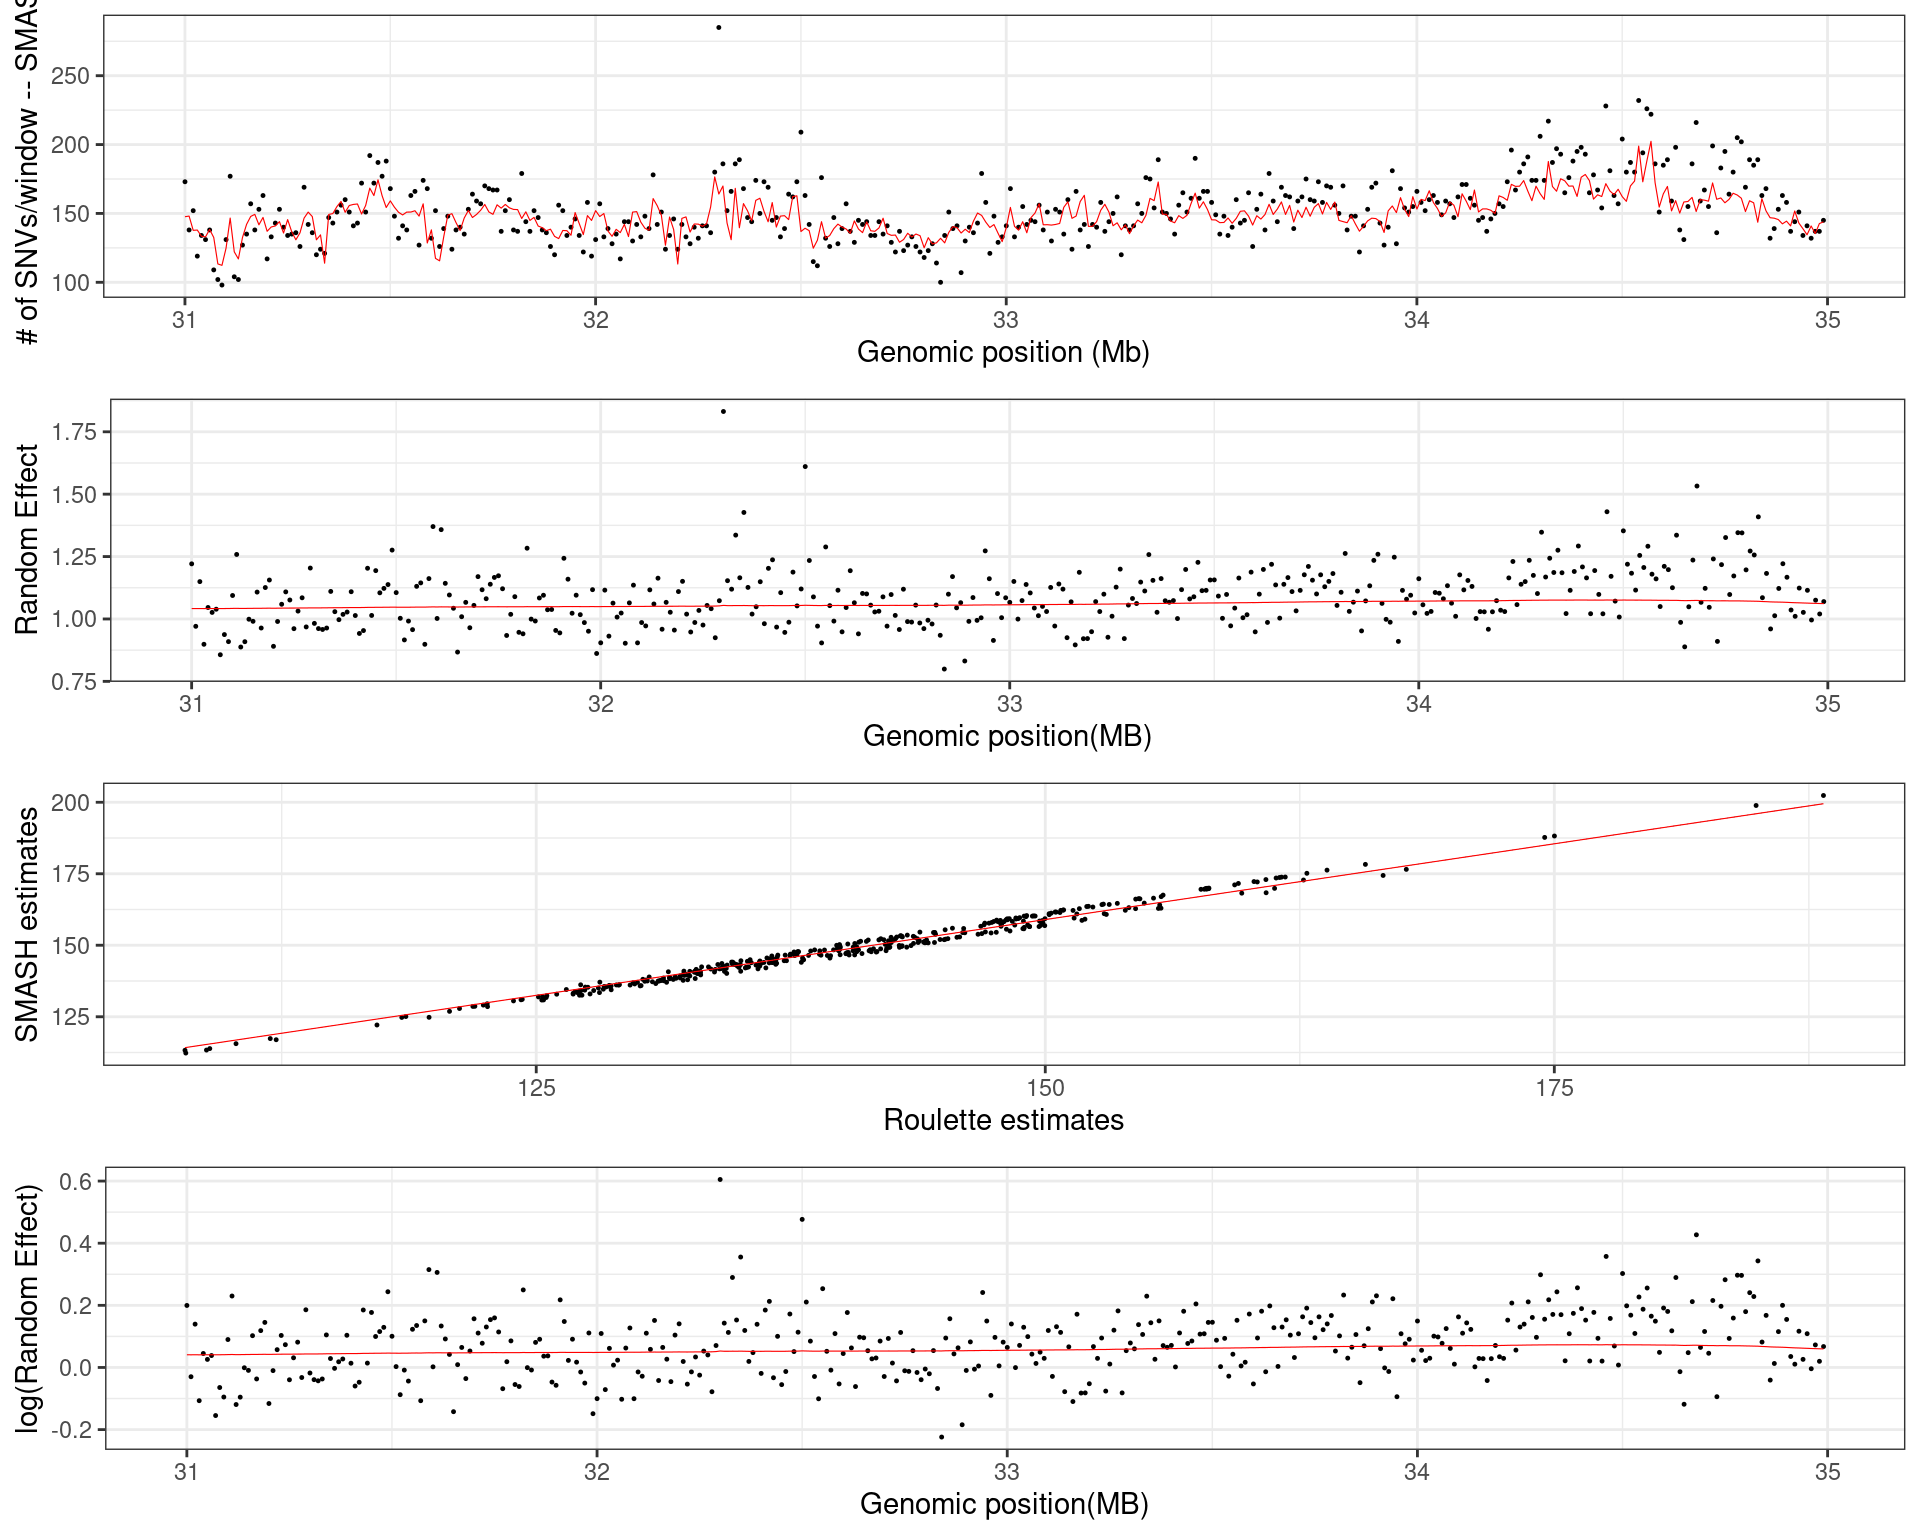 # of SNVs/window -- SMAS
250
200
150
100
31 32 33 34 35
Genomic position (Mb)
Random Effect
1.75
1.50
1.25
1.00
0.75
31 32 33 34 35
Genomic position(MB)
SMASH estimates
200
175
150
125
125 150 175
Roulette estimates
log(Random Effect)
0.6
0.4
0.2
0.0
-0.2
31 32 33 34 35
Genomic position(MB)